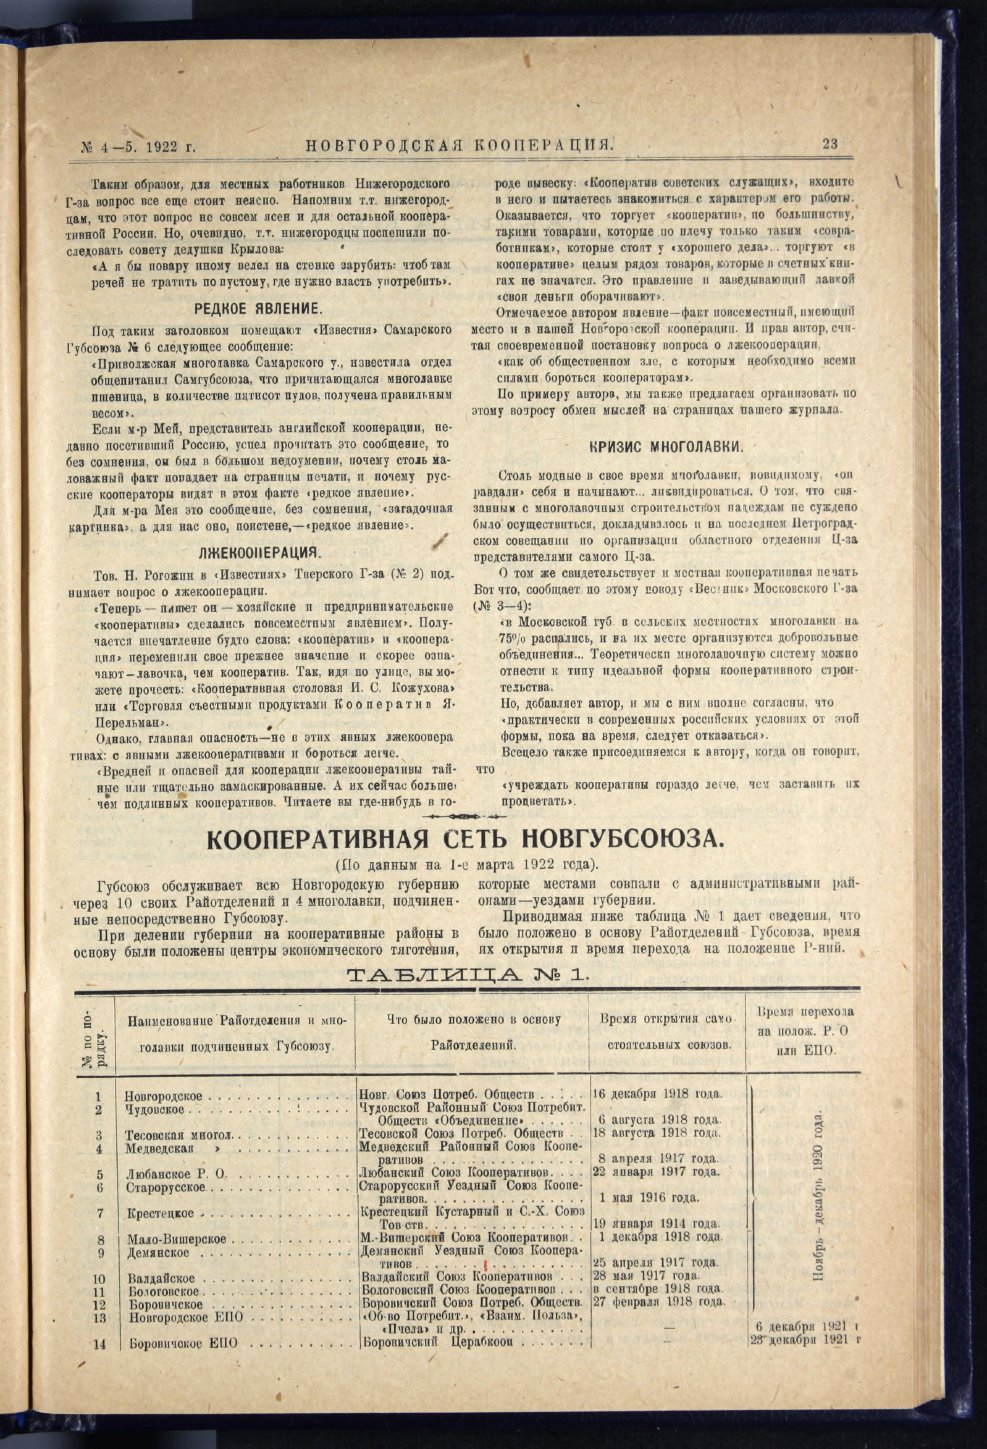 № 4—5. 1922 г.
НОВГОРОДСКАЯ КООПЕРАЦИЯ.
23
Таким образом, для местных работников Нижегородского
Г-за вопрос все еще стоит неясно. Напомним т.т. нижегород-
цам, что этот вопрос не совсем ясен и для остальной коопера-
тивной России. Но, очевидно, т.т. нижегородцы поспешили по-
следовать совету дедушки Крылова:
«А я бы повару иному велел на стенке зарубить: чтоб там
речей не тратить по пустому, где нужно власть употребить».
РЕДКОЕ ЯВЛЕНИЕ.
Под таким заголовком помещают «Известия» Самарского
Губсоюза № 6 следующее сообщение:
«Приволжская многолавка Самарского у., известила отдел
общепитания Самгубсоюза, что причитающаяся многолавке
пшеница, в количестве пятисот пудов, получена правильным
весом».
Если м-р Мей, представитель английской кооперации, не-
давно посетивший Россию, успел прочитать это сообщение, то
без сомнения, он был в большом недоумении, почему столь ма-
ловажный факт попадает на страницы печати, и почему рус-
ские кооператоры видят в этом факте «редкое явление».
Для м-ра Мея это сообщение, без сомнения, «загадочная
картинка», а для нас оно, поистене,—«редкое явление».
ЛЖЕКООПЕРАЦИЯ.
Тов. Н. Рогожин в «Известиях» Тверского Г-за (№ 2) под-
нимает вопрос о лжекооперации.
«Теперь — пишет он — хозяйские и предпринимательские
«кооперативы» сделались повсеместным явлением». Полу-
чается впечатление будто слова: «кооператив» и «коопера-
ция» переменили свое прежнее значение и скорее озна-
чают—лавочка, чем кооператив. Так, идя по улице, вы мо-
жете прочесть: «Кооперативная столовая И. С. Кожухова»
или «Торговля съестными продуктами Кооператив Я.
Перельман».
Однако, главная опасность—не в этих явных лжекоопера
тивах: с явными лжекооперативами и бороться легче.
«Вредней и опасней для кооперации лжекооперативы тай-
ные или тщательно замаскированные. А их сейчас больше,
чем подлинных кооперативов. Читаете вы где-нибудь в го-
роде вывеску: «Кооператив советских служащих», входите
в него и пытаетесь знакомиться с характером его работы.
Оказывается, что торгует «кооператив», по большинству,
такими товарами, которые по плечу только таким «совра-
ботникам», которые стоят у «хорошего дела»... торгуют «в
кооперативе» целым рядом товаров, которые в счетных кни-
гах не значатся. Это правление и заведывающий лавкой
«свои деньги оборачивают».
Отмечаемое автором явление—факт повсеместный, имеющий
место и в нашей Новгородской кооперации. И прав автор, счи-
тая своевременной постановку вопроса о лжекооперации,
«как об общественном зле, с которым необходимо всеми
силами бороться кооператорам».
По примеру автора, мы также предлагаем организовать по
этому вопросу обмен мыслей на страницах нашего журнала.
КРИЗИС МНОГОЛАВКИ.
Столь модные в свое время многолавки, повидимому, «оп
равдали» себя и начинают... ликвидироваться. О том, что свя-
занным с многолавочным строительством надеждам не суждено
было осуществиться, докладывалось и на последнем Петроград-
ском совещании по организации областного отделения Ц-за
представителями самого Ц-за.
О том же свидетельствует и местная кооперативная печать
Вот что, сообщает по этому поводу «Вестник» Московского Г-за
(№ 3—4):
«в Московской губ. в сельских местностях многолавки на
75% распались, и на их месте организуются добровольные
объединения... Теоретически многолавочную систему можно
отнести к типу идеальной формы кооперативного строи-
тельства.
Но, добавляет автор, и мы с ним вполне согласны, что
«практически в современных российских условиях от этой
формы, пока на время, следует отказаться».
Всецело также присоединяемся к автору, когда он говорит,
что
«учреждать кооперативы гораздо легче, чем заставить их
процветать».
КООПЕРАТИВНАЯ СЕТЬ НОВГУБСОЮЗА.
(По данным на 1-е марта 1922 года).
Губсоюз обслуживает всю Новгородскую губернию
через 10 своих Райотделений и 4 многолавки, подчинен-
ные непосредственно Губсоюзу.
При делении губернии на кооперативные районы в
основу были положены центры экономического тяготения,
которые местами совпали с административными рай-
онами—уездами губернии.
Приводимая ниже таблица № 1 дает сведения, что
было положено в основу Райотделений Губсоюза, время
их открытия и время перехода на положение Р-ний.
ТАБЛИЦА № 1.
№ по по-
рядку.
Наименование Райотделения и мно-
голавки подчиненных Губсоюзу.
Что было положено в основу
Райотделений.
Время открытия само
стоятельных союзов.
Время перехода
на полож. Р. О
или ЕПО.
1 Новгородское . . . . . Новг. Союз Потреб. Обществ . . . . . 16 декабря 1918 года.
2 Чудовское . . . . . Чудовской Районный Союз Потребит.
Обществ «Объединение» . . . . . 6 августа 1918 года.
3 Тесовская многол. . . . . Тесовской Союз Потреб. Обществ . . 18 августа 1918 года.
4 Медведская » . . . . . Медведский Районный Союз Коопе-
ративов . . . . . 8 апреля 1917 года.
5 Любанское Р. О. . . . . Любанский Союз Кооперативов. . . . 22 января 1917 года.
6 Старорусское . . . . . Старорусский Уездный Союз Коопе-
ративов. . . . . 1 мая 1916 года.
7 Крестецкое . . . . . Крестецкий Кустарный и С.-Х. Союз
Тов-ств. . . . . 19 января 1914 года.
8 Мало-Вишерское . . . . . М.-Вишерский Союз Кооперативов. . 1 декабря 1918 года.
9 Демянское . . . . . Демянский Уездный Союз Коопера-
тивов . . . . . 25 апреля 1917 года.
10 Валдайское . . . . . Валдайский Союз Кооперативов . . . 28 мая 1917 года.
11 Бологовское . . . . . Бологовский Союз Кооперативов . . . в сентябре 1918 года.
12 Боровичское . . . . . Боровичский Союз Потреб. Обществ. 27 февраля 1918 года.
Ноябрь — декабрь 1920 года.
13 Новгородское ЕПО . . . . . «Об-во Потребит.», «Взаим. Польза»,
«Пчела» и др. . . . . — 6 декабря 1921 г
14 Боровичское ЕПО . . . . . Боровичский Церабкооп . . . . . — 23 декабря 1921 г